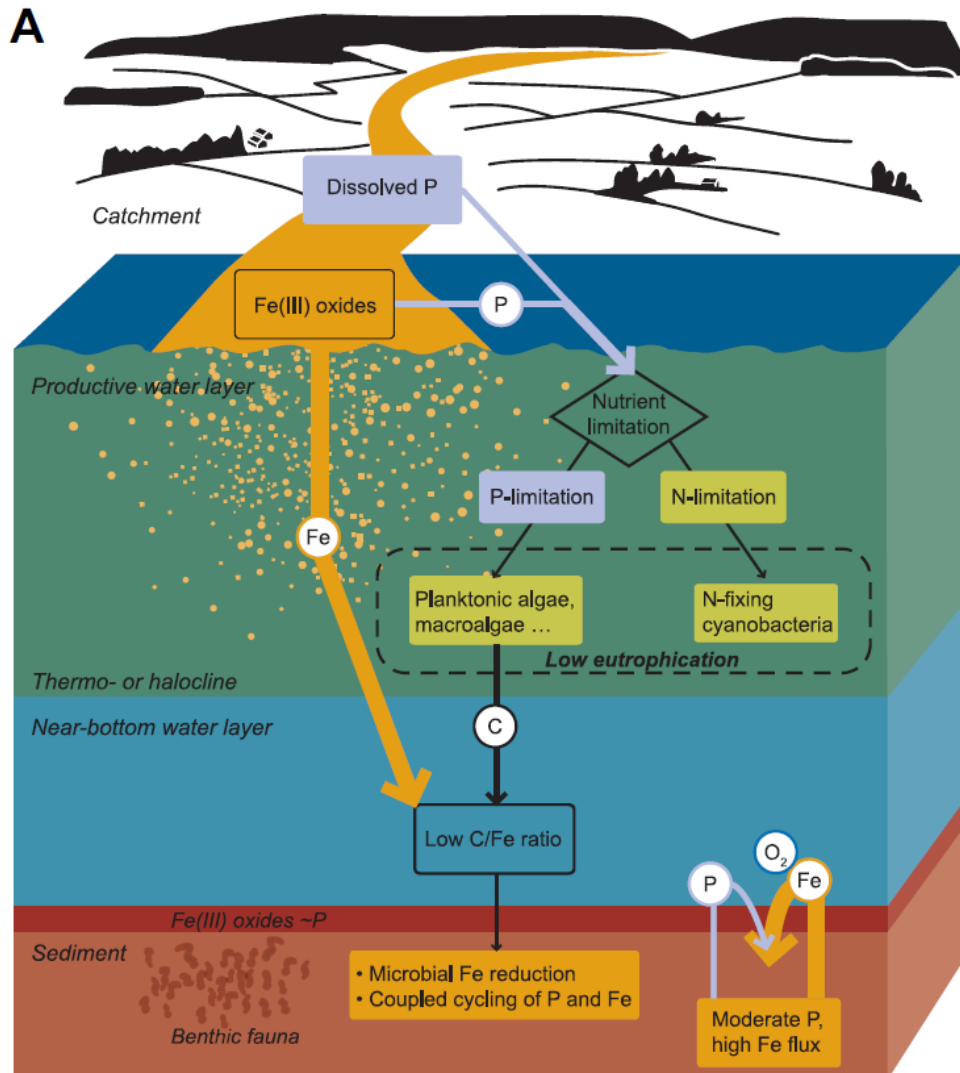 A
Dissolved P
Catchment
Fe(III) oxides
P
Productive water layer
Nutrient
limitation
P-limitation
N-limitation
Fe
Planktonic algae,
macroalgae ...
N-fixing
cyanobacteria
Low eutrophication
Thermo- or halocline
Near-bottom water layer
C
Low C/Fe ratio
O₂
P
Fe
Fe(III) oxides ~P
Sediment
• Microbial Fe reduction
• Coupled cycling of P and Fe
Moderate P,
high Fe flux
Benthic fauna